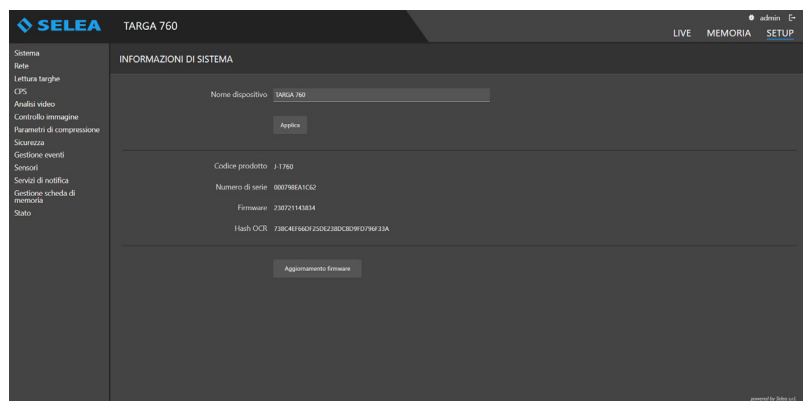 SELEA
TARGA 760
admin
LIVE MEMORIA SETUP
Sistema
Rete
Lettura targhe
CPS
Analisi video
Controllo immagine
Parametri di compressione
Sicurezza
Gestione eventi
Sensori
Servizi di notifica
Gestione scheda di
memoria
Stato
INFORMAZIONI DI SISTEMA
Nome dispositivo TARGA 760
Applica
Codice prodotto J-T760
Numero di serie 000798EA1C62
Firmware 230721143834
Hash OCR 738C4EF66DF25DE238DC8D9FD796F33A
Aggiornamento firmware
powered by Selea s.r.l.